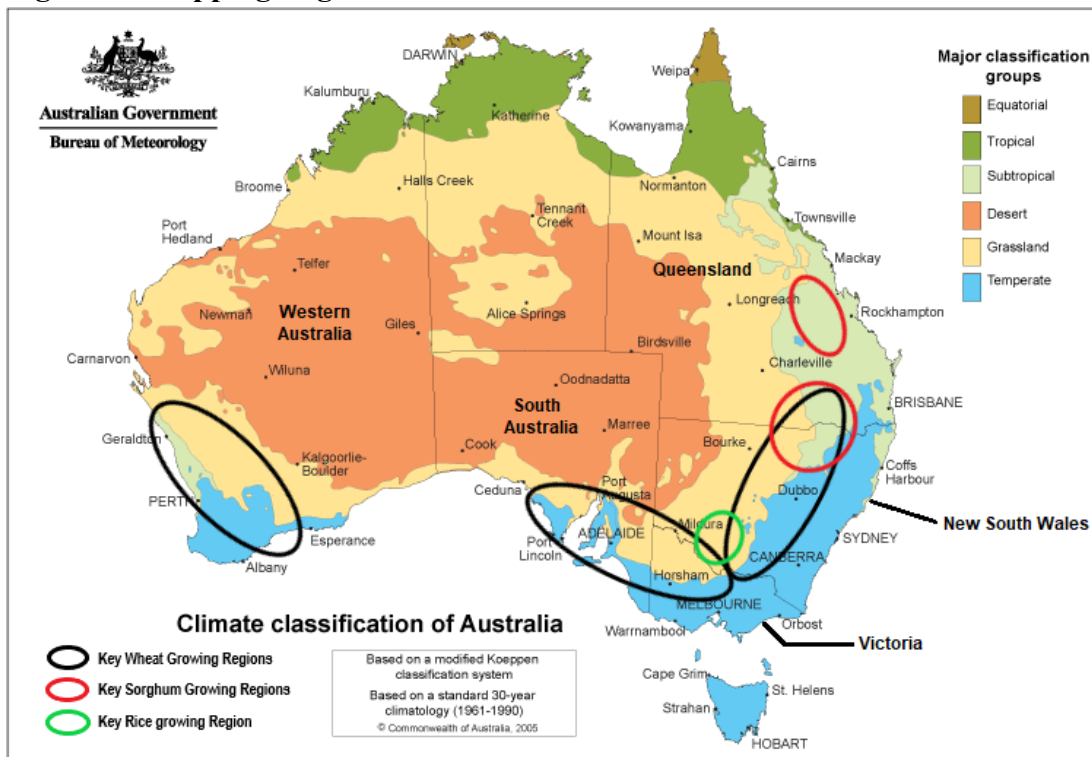 Australian Government
Bureau of Meteorology
Major classification
groups
Equatorial
Tropical
Subtropical
Desert
Grassland
Temperate
DARWIN
Weipa
Kalumburu
Katherine
Kowanyama
Cairns
Broome
Halls Creek
Normanton
Townsville
Port
Hedland
Tennant
Creek
Mount Isa
Mackay
Telfer
Queensland
Longreach
Rockhampton
Newman
Western
Australia
Giles
Alice Springs
Birdsville
Carnarvon
Wiluna
Charleville
Oodnadatta
South
Australia
BRISBANE
Marree
Geraldton
Cook
Bourke
Kalgoorlie-
Boulder
Coffs
Harbour
Ceduna
Port
Augusta
PERTH
Dubbo
Mildura
New South Wales
Esperance
Port
Lincoln
ADELAIDE
SYDNEY
CANBERRA
Albany
Horsham
MELBOURNE
Orbost
Warrnambool
Victoria
Climate classification of Australia
Key Wheat Growing Regions
Key Sorghum Growing Regions
Key Rice growing Region
Based on a modified Koeppen
classification system
Based on a standard 30-year
climatology (1961-1990)
© Commonwealth of Australia, 2005
Cape Grim
St. Helens
Strahan
HOBART